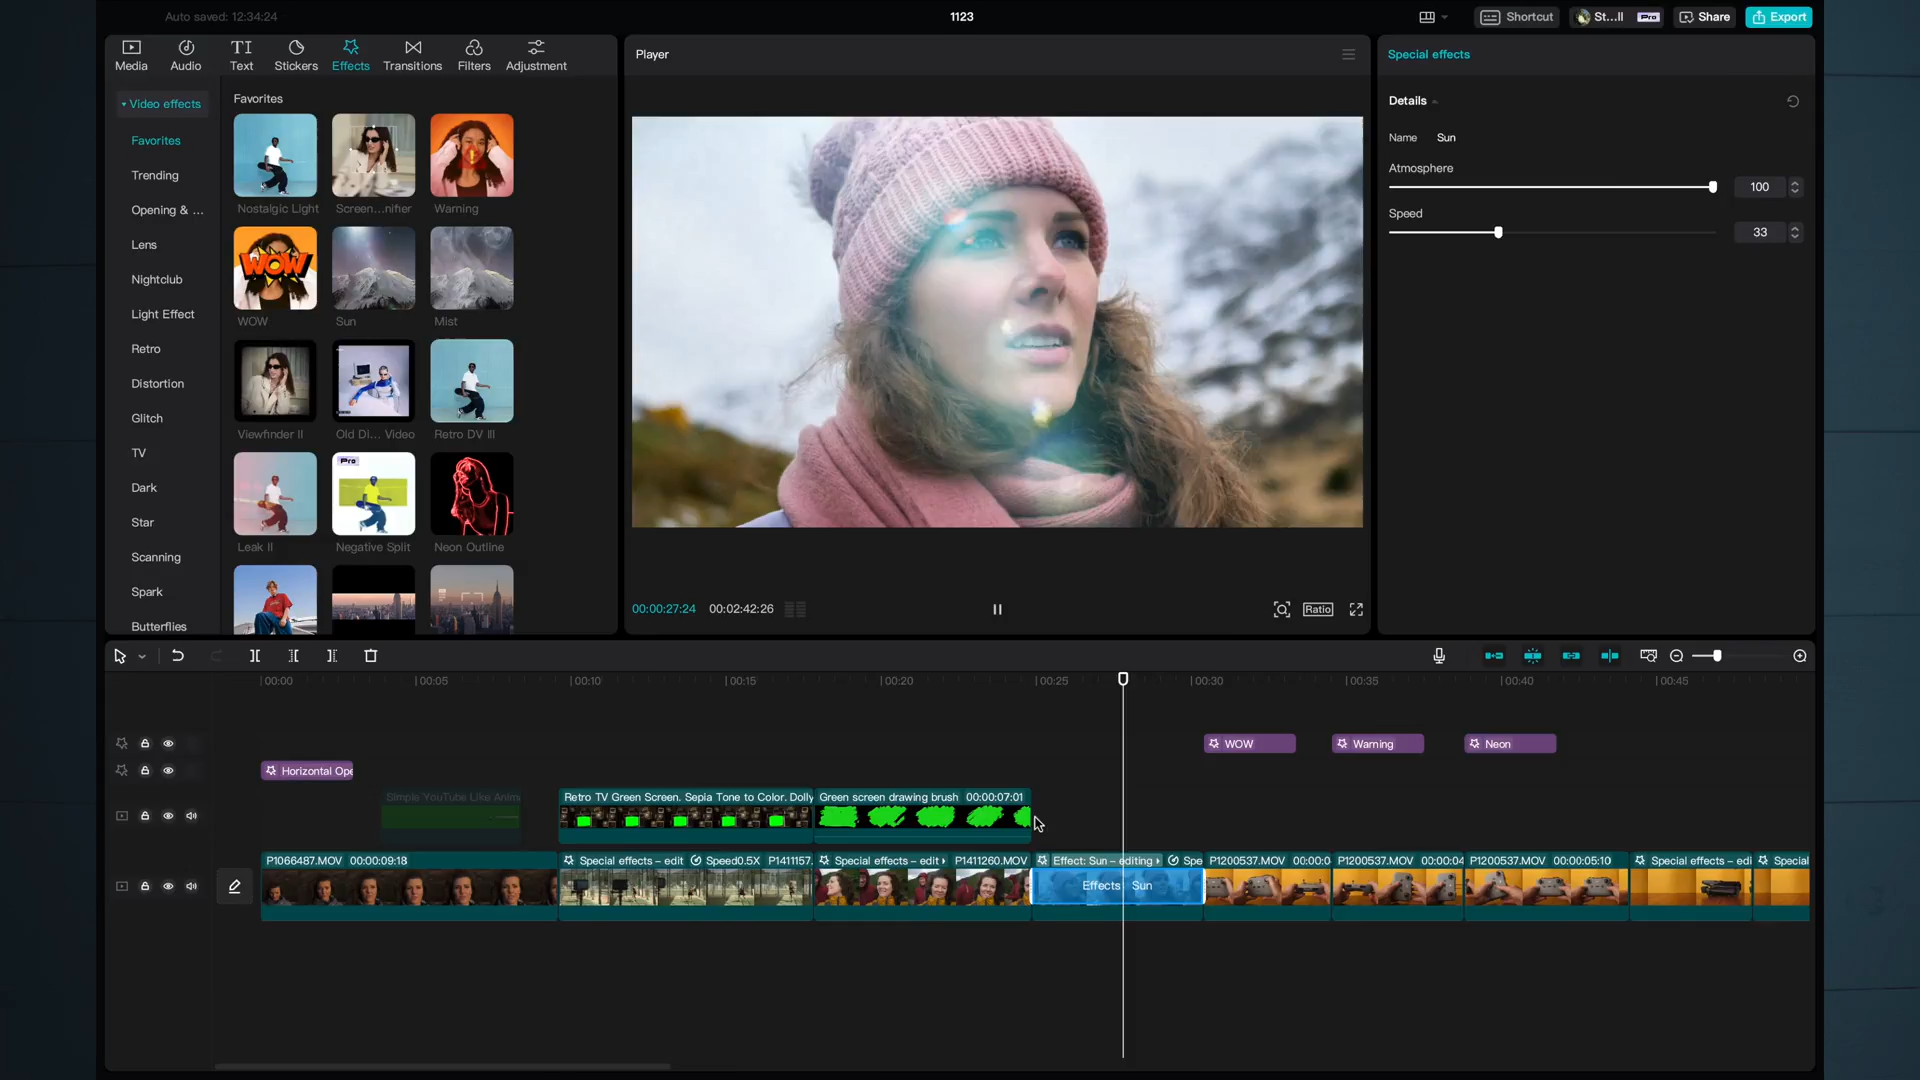 Auto saved: 12:34:24
1123
Shortcut
St...ll
Pro
Share
Export
Media
Audio
Text
Stickers
Effects
Transitions
Filters
Adjustment
Video effects
Favorites
Trending
Opening & ...
Lens
Nightclub
Light Effect
Retro
Distortion
Glitch
TV
Dark
Star
Scanning
Spark
Butterflies
Favorites
Nostalgic Light
Screen...nifier
Warning
WOW
WOW
Sun
Mist
Viewfinder II
Old Di... Video
Retro DV III
Pro
Leak II
Negative Split
Neon Outline
Player
00:00:27:24
00:02:42:26
Ratio
Special effects
Details
Name
Sun
Atmosphere
100
Speed
33
00:00
00:05
00:10
00:15
00:20
00:25
00:30
00:35
00:40
00:45
WOW
Warning
Neon
Horizontal Ope
Simple YouTube Like Anim
Retro TV Green Screen. Sepia Tone to Color. Dolly
Green screen drawing brush 00:00:07:01
P1066487.MOV 00:00:09:18
Special effects – edit
Speed0.5X
P1411157.
Special effects – edit
P1411260.MOV
Effect: Sun – editing
Spe
P1200537.MOV 00:00:0
P1200537.MOV 00:00:04
P1200537.MOV 00:00:05:10
Special effects – edi
Special
Effects Sun